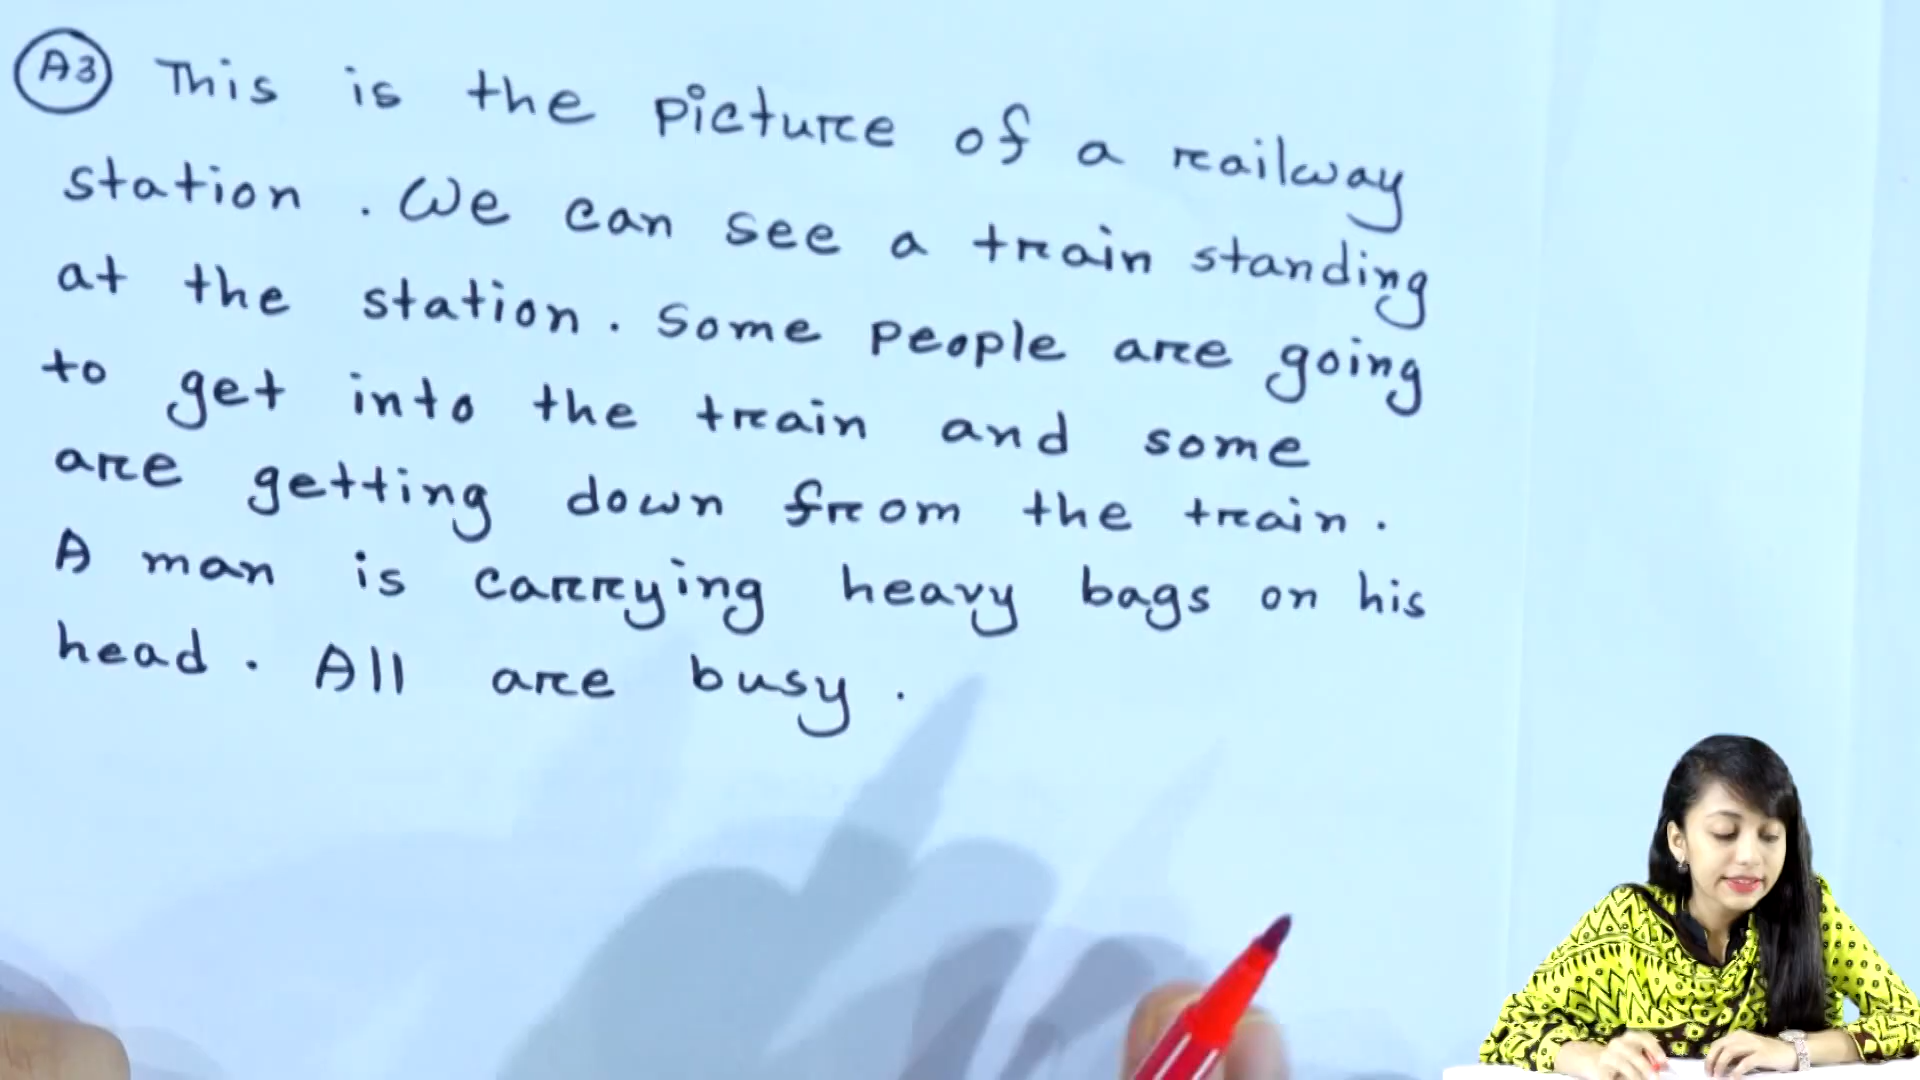 A3 This is the picture of a railway
station. We can see a train standing
at the station. Some people are going
to get into the train and some
are getting down from the train.
A man is carrying heavy bags on his
head. All are busy.